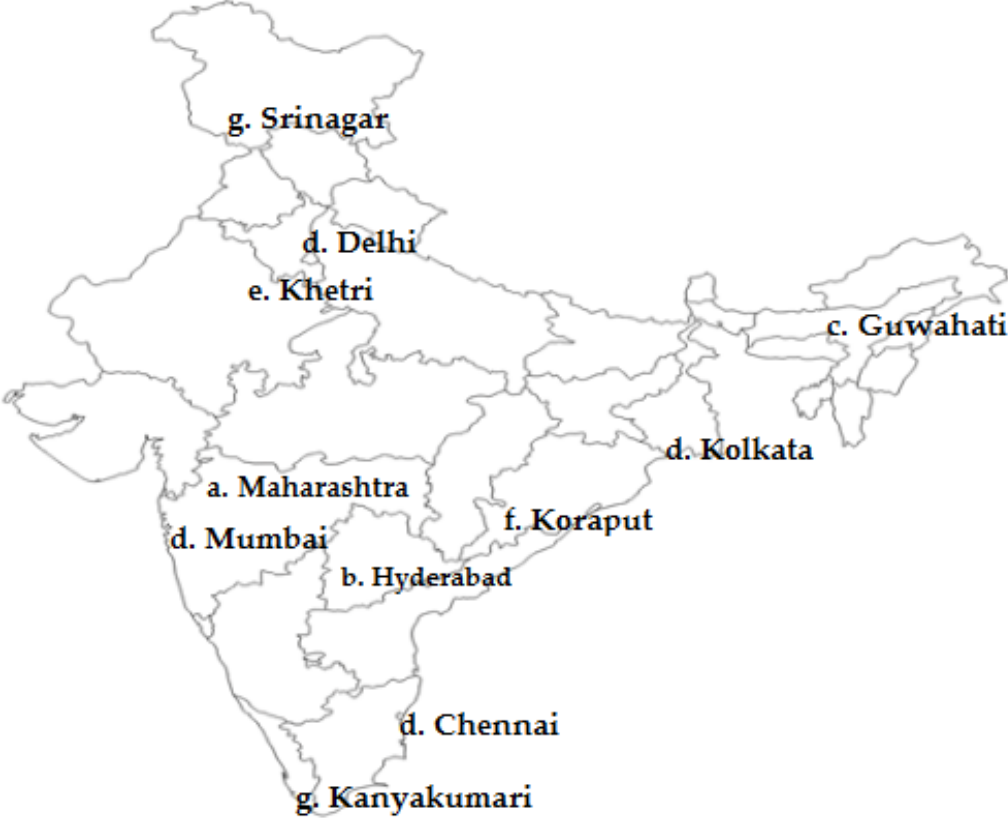 g. Srinagar
d. Delhi
e. Khetri
c. Guwahati
d. Kolkata
a. Maharashtra
f. Koraput
d. Mumbai
b. Hyderabad
d. Chennai
g. Kanyakumari